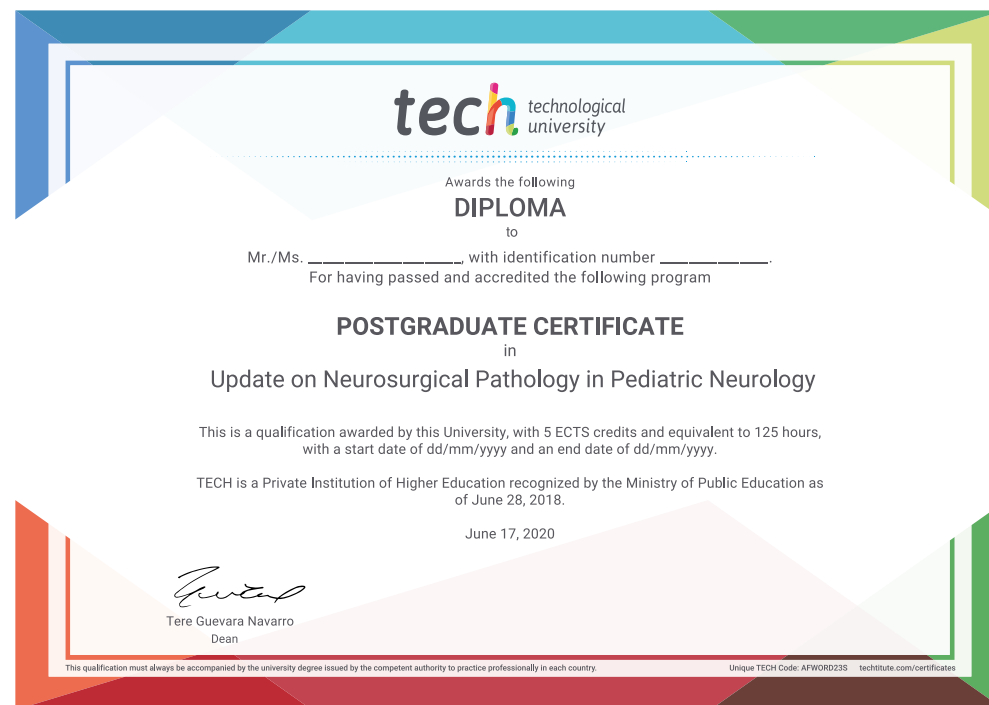 tech technological
university
Awards the following
DIPLOMA
to
Mr./Ms. ____________________, with identification number ______________.
For having passed and accredited the following program
POSTGRADUATE CERTIFICATE
in
Update on Neurosurgical Pathology in Pediatric Neurology
This is a qualification awarded by this University, with 5 ECTS credits and equivalent to 125 hours,
with a start date of dd/mm/yyyy and an end date of dd/mm/yyyy.
TECH is a Private Institution of Higher Education recognized by the Ministry of Public Education as
of June 28, 2018.
June 17, 2020
Tere Guevara Navarro
Dean
This qualification must always be accompanied by the university degree issued by the competent authority to practice professionally in each country. Unique TECH Code: AFWORD23S techtitute.com/certificates